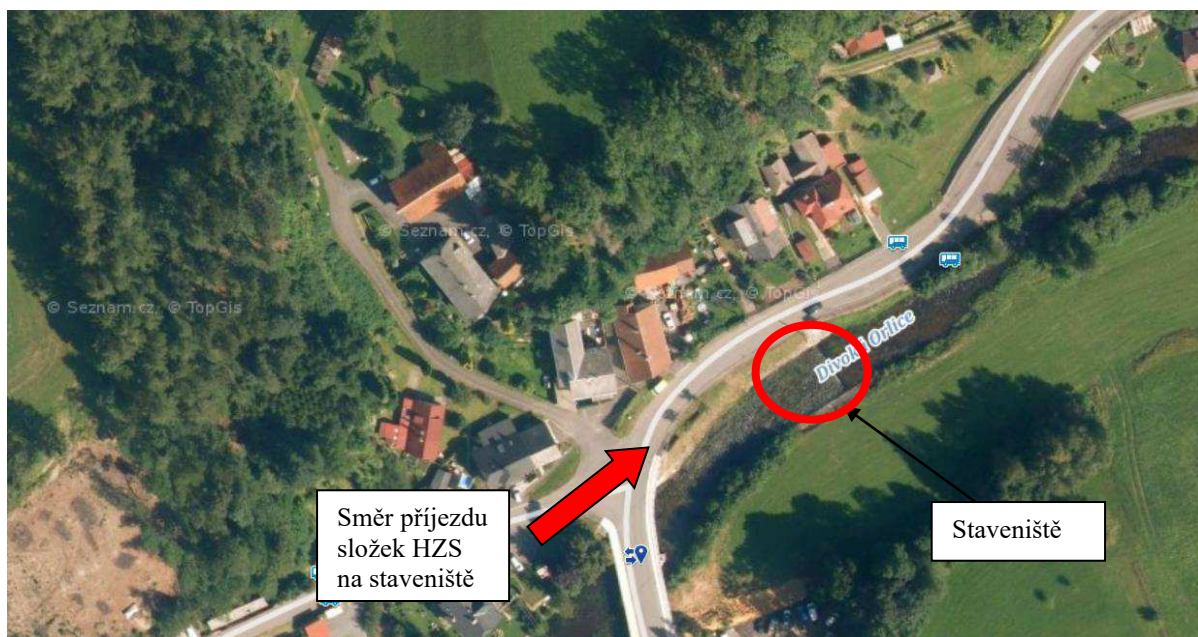 © Seznam.cz, © TopGis
© Seznam.cz, © TopGis
Divoká Orlice
Směr příjezdu
složek HZS
na staveniště
Staveniště